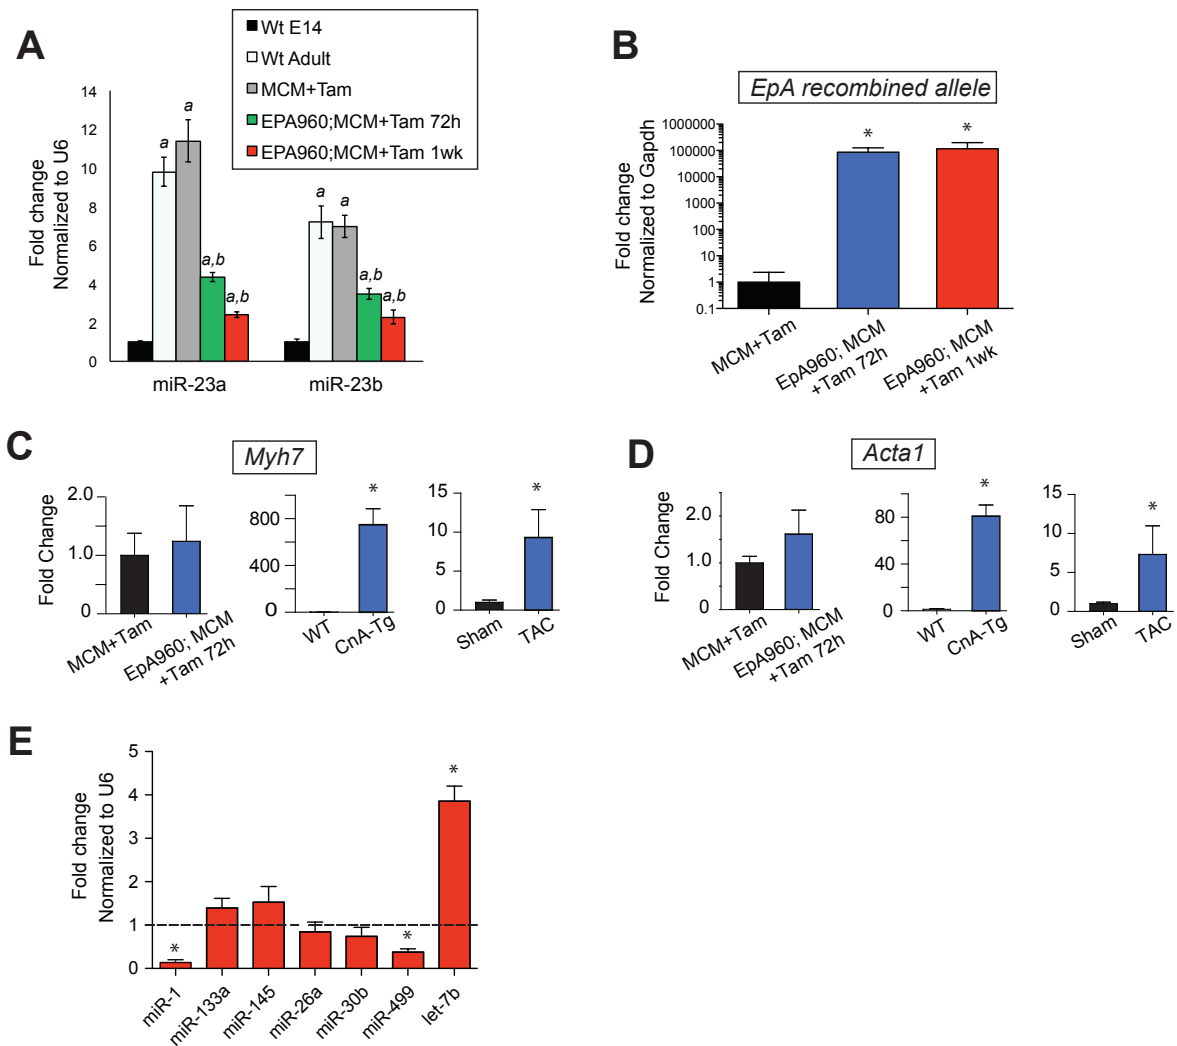 A
Wt E14
Wt Adult
MCM+Tam
EPA960;MCM+Tam 72h
EPA960;MCM+Tam 1wk
Fold change
Normalized to U6
14
12
10
8
6
4
2
0
a
a
a,b
a,b
a
a
a,b
a,b
miR-23a
miR-23b
B
EpA recombined allele
Fold change
Normalized to Gapdh
1000000
100000
10000
1000
100
10
1
0.1
*
*
MCM+Tam
EpA960; MCM
+Tam 72h
EpA960; MCM
+Tam 1wk
C
Myh7
Fold Change
2.0
1.0
0
MCM+Tam
EpA960; MCM
+Tam 72h
800
400
0
*
WT
CnA-Tg
15
10
5
0
*
Sham
TAC
D
Acta1
Fold Change
2.0
1.0
0
MCM+Tam
EpA960; MCM
+Tam 72h
80
40
0
*
WT
CnA-Tg
15
10
5
0
*
Sham
TAC
E
Fold change
Normalized to U6
5
4
3
2
1
0
*
*
*
miR-1
miR-133a
miR-145
miR-26a
miR-30b
miR-499
let-7b